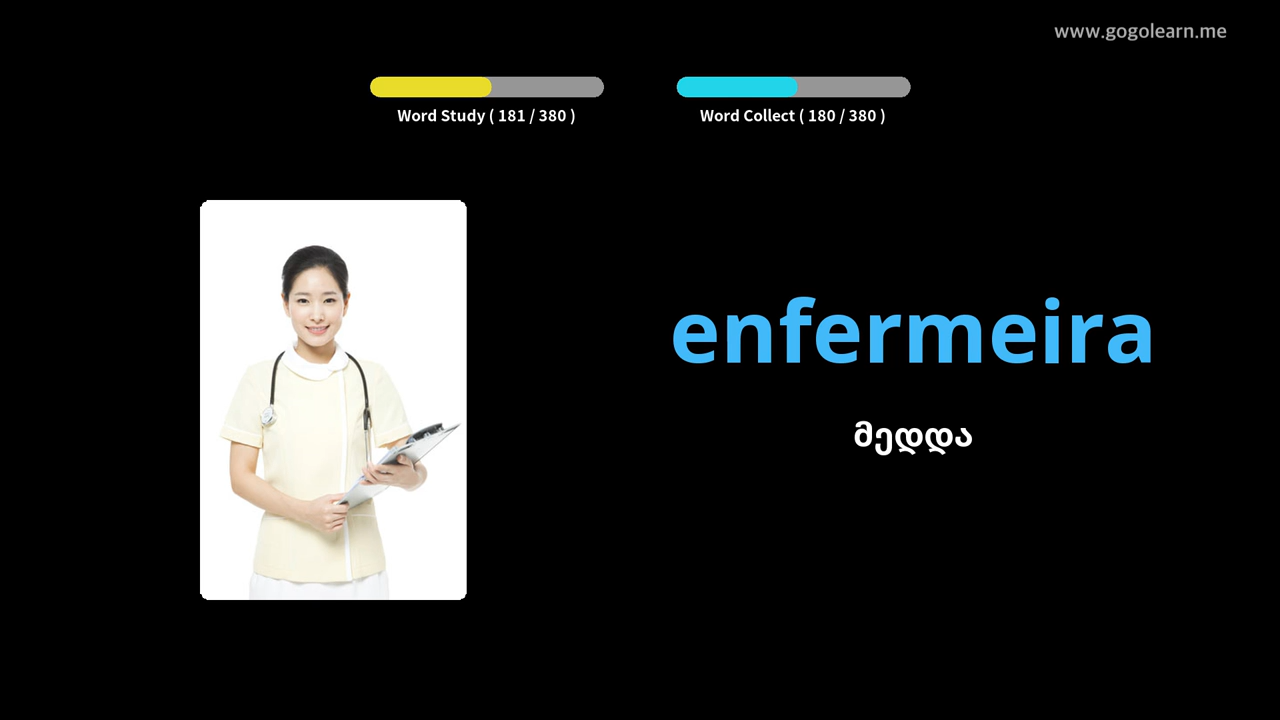 www.gogolearn.me
Word Study ( 181 / 380 )
Word Collect ( 180 / 380 )
enfermeira
მედდა